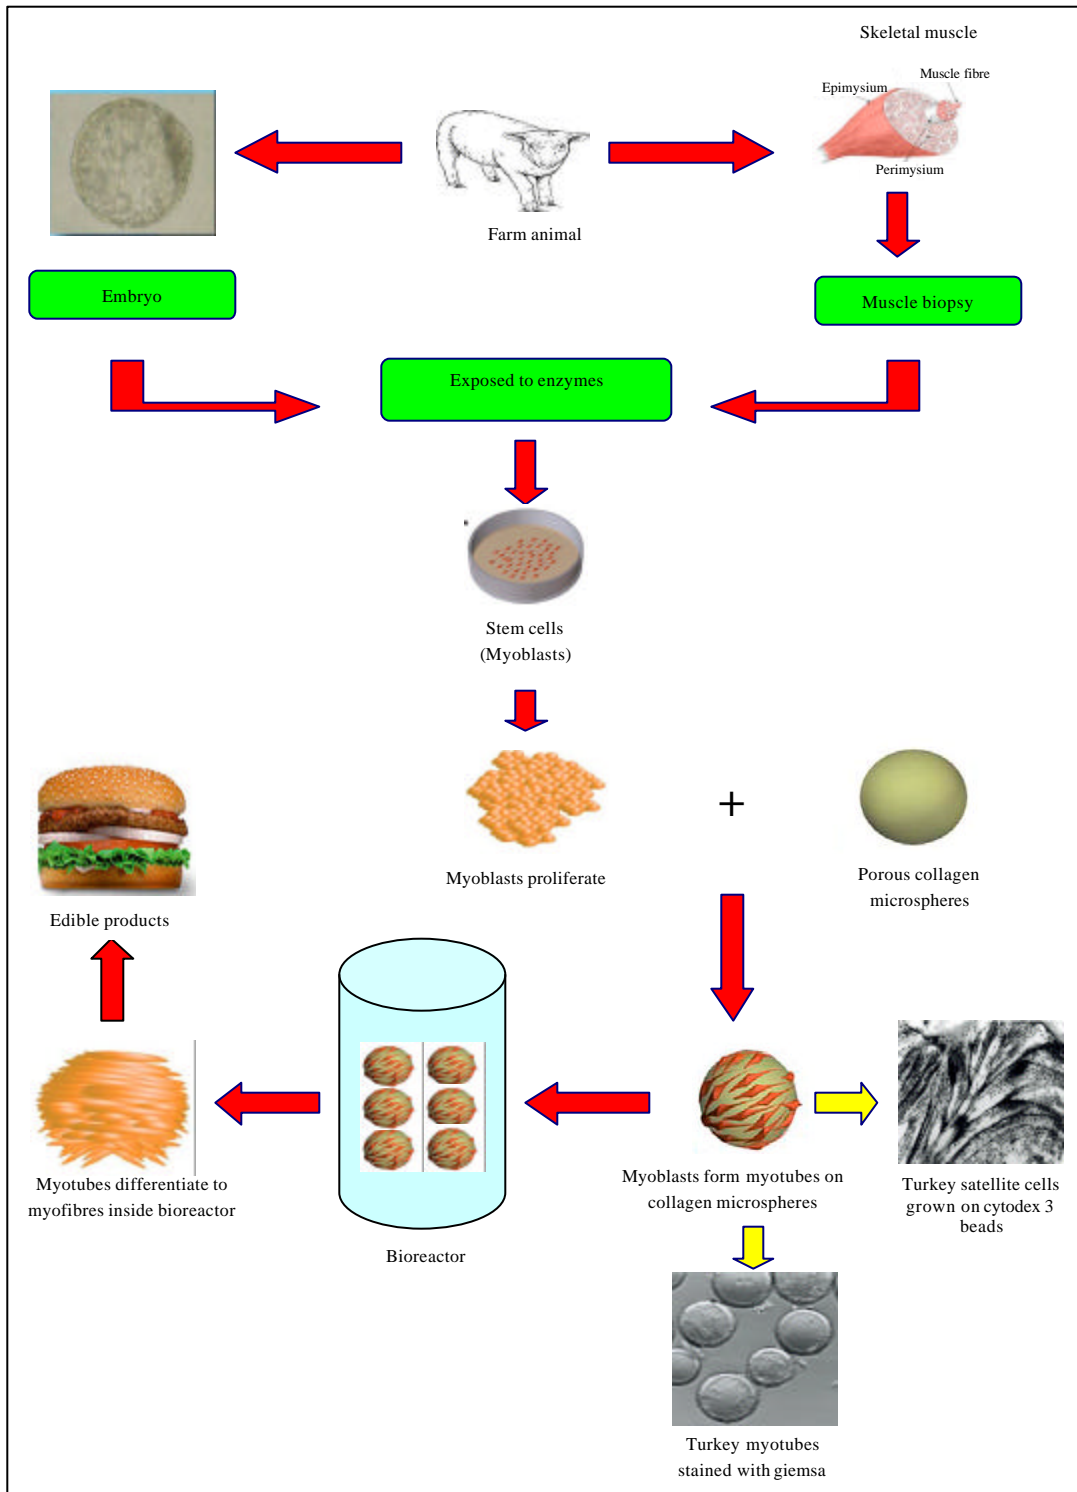 Skeletal muscle
Muscle fibre
Epimysium
Perimysium
Farm animal
Embryo
Muscle biopsy
Exposed to enzymes
Stem cells
(Myoblasts)
Myoblasts proliferate
+
Porous collagen
microspheres
Edible products
Myotubes differentiate to
myofibres inside bioreactor
Bioreactor
Myoblasts form myotubes on
collagen microspheres
Turkey satellite cells
grown on cytodex 3
beads
Turkey myotubes
stained with giemsa